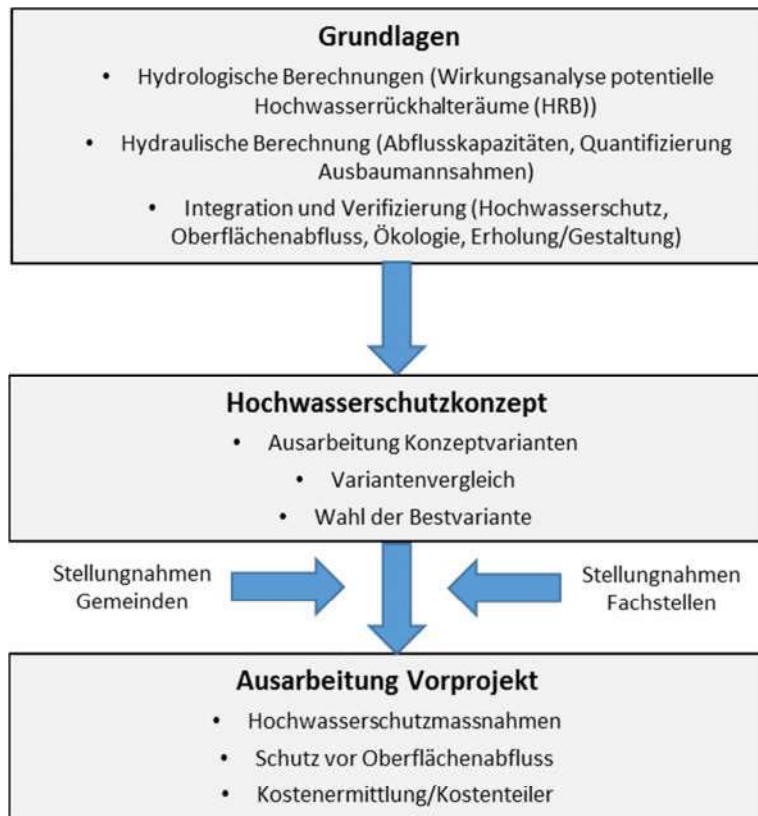 Grundlagen
• Hydrologische Berechnungen (Wirkungsanalyse potentielle
Hochwasserrückhalteräume (HRB))
• Hydraulische Berechnung (Abflusskapazitäten, Quantifizierung
Ausbaumannsahmen)
• Integration und Verifizierung (Hochwasserschutz,
Oberflächenabfluss, Ökologie, Erholung/Gestaltung)
Hochwasserschutzkonzept
• Ausarbeitung Konzeptvarianten
• Variantenvergleich
• Wahl der Bestvariante
Stellungnahmen
Gemeinden
Stellungnahmen
Fachstellen
Ausarbeitung Vorprojekt
• Hochwasserschutzmassnahmen
• Schutz vor Oberflächenabfluss
• Kostenermittlung/Kostenteiler